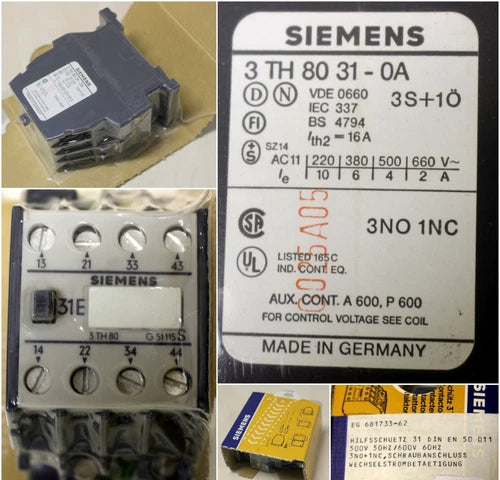 SIEMENS
3 TH 80 31 - 0A
D N VDE 0660 3S+1Ö
FI IEC 337
S BS 4794
SZ14 Ith2 = 16A
AC11 220 380 500 660 V~
Ie 10 6 4 2 A
SA 3NO 1NC
UL LISTED 165C
IND. CONT. EQ.
AUX. CONT. A 600, P 600
FOR CONTROL VOLTAGE SEE COIL
MADE IN GERMANY
13 21 33 43
SIEMENS
31E
3 TH 80 G 51115 S
14 22 34 44
SIEMENS
EG 681733-62
HILFSSCHUETZ 31 DIN EN 50 011
500V 50HZ/600V 60HZ
3NO+1NC, SCHRAUBANSCHLUSS
WECHSELSTROMBETAETIGUNG